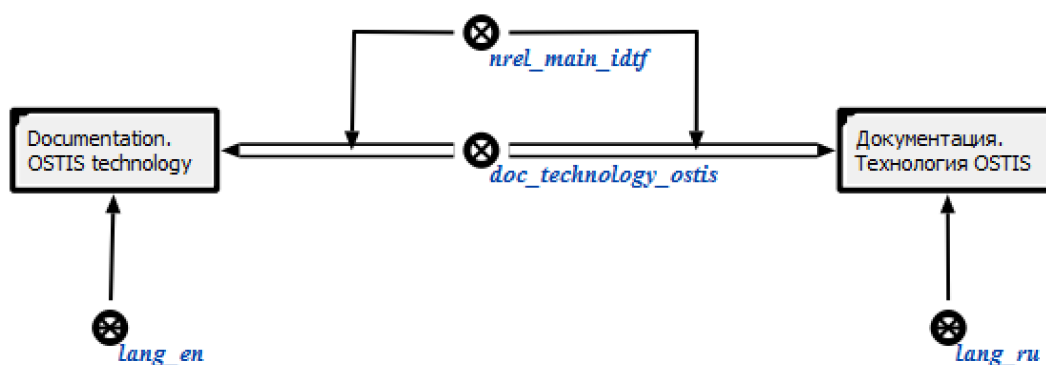 nrel_main_idtf
Documentation.
OSTIS technology
doc_technology_ostis
Документация.
Технология OSTIS
lang_en
lang_ru